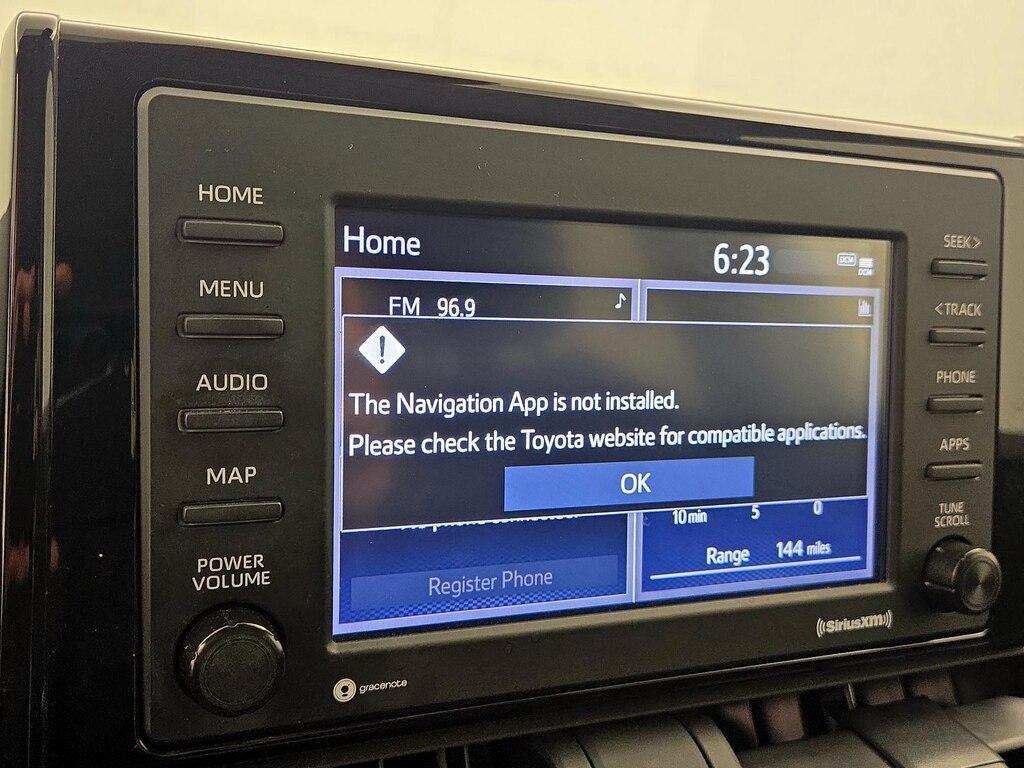 HOME
MENU
AUDIO
MAP
POWER
VOLUME
Home
6:23
DCM
DCM
FM 96.9
The Navigation App is not installed.
Please check the Toyota website for compatible applications.
OK
10 min 5 0
Range 144 miles
Register Phone
SEEK>
<TRACK
PHONE
APPS
TUNE
SCROLL
gracenote
SiriusXM